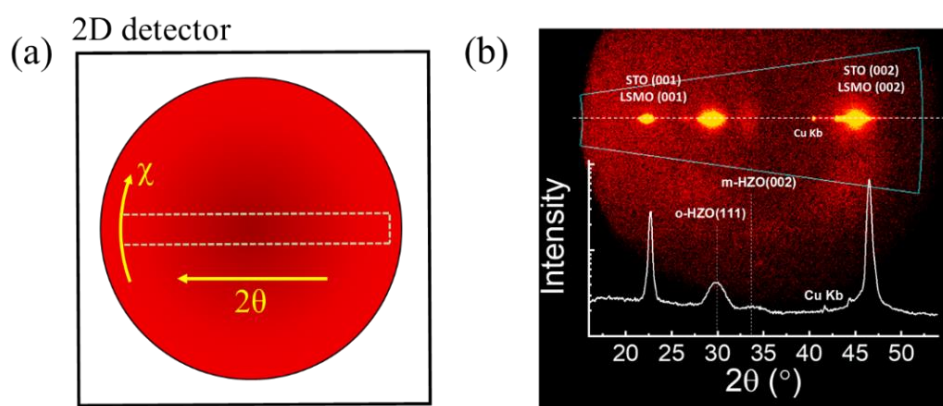 2D detector
(a)
χ
2θ
(b)
STO (001)
LSMO (001)
STO (002)
LSMO (002)
Cu Kb
m-HZO(002)
o-HZO(111)
Cu Kb
Intensity
20 25 30 35 40 45 50
2θ (°)